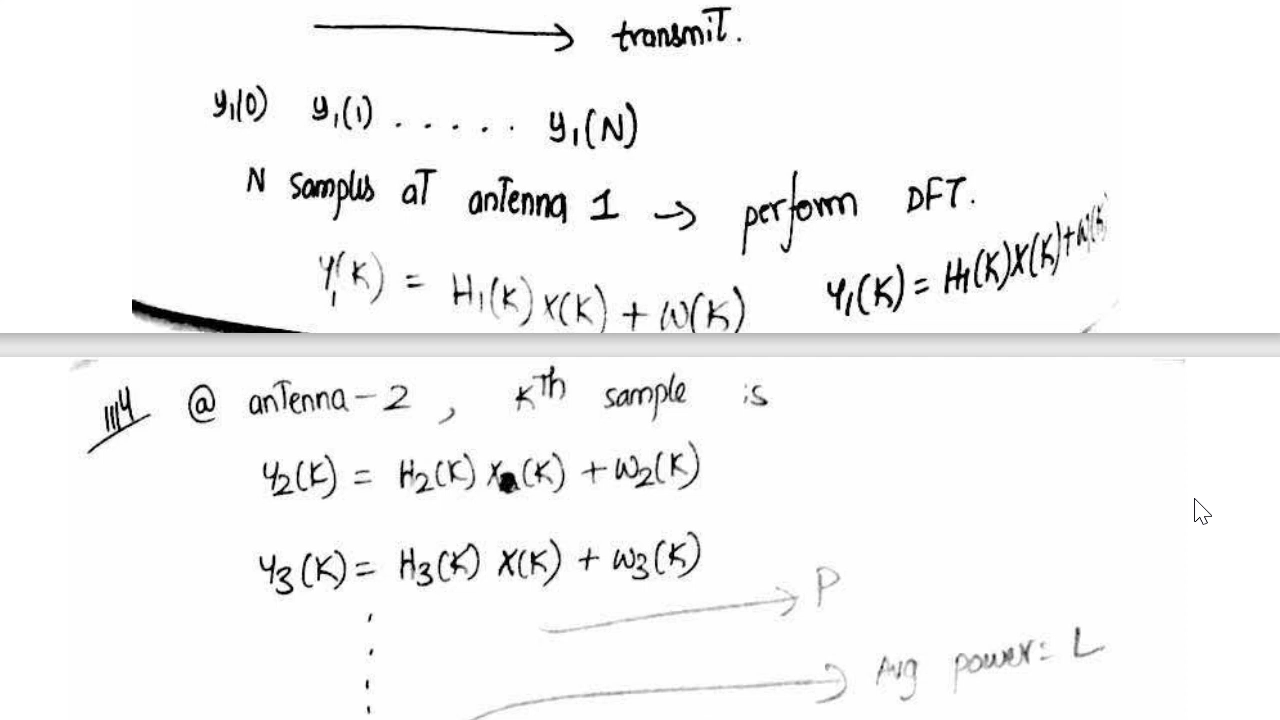 → transmit.
y₁(0) y₁(1) ..... y₁(N)
N samples at antenna 1 → perform DFT.
Y₁(K) = H₁(K) X(K) + W(K) Y₁(K) = H₁(K) X(K) + W(K)
@ antenna-2, Kth sample is
Y₂(K) = H₂(K) X(K) + W₂(K)
Y₃(K) = H₃(K) X(K) + W₃(K)
→ P
→ Avg power = L